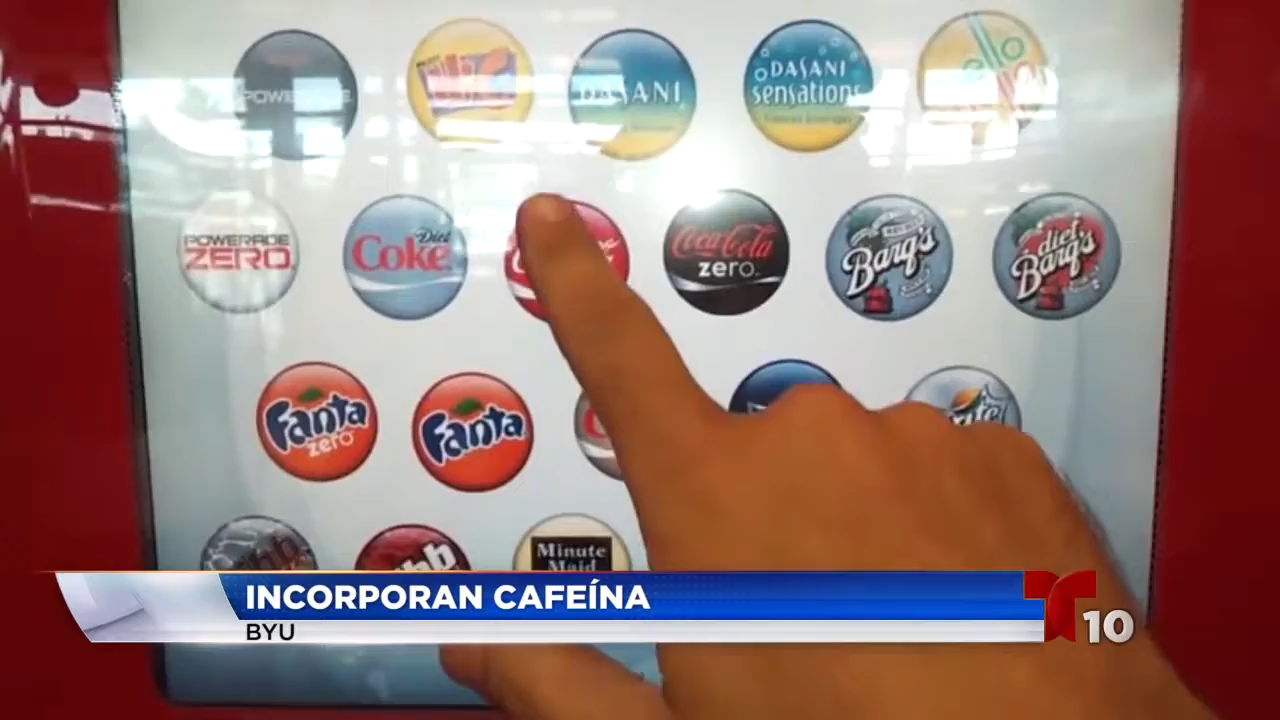 POWERADE
DASANI
DASANI
sensations
POWERADE
ZERO
Diet
Coke
Coca-Cola
zero
Barq's
diet
Barq's
Fanta
zero
Fanta
Minute
Maid
INCORPORAN CAFEÍNA
BYU
10